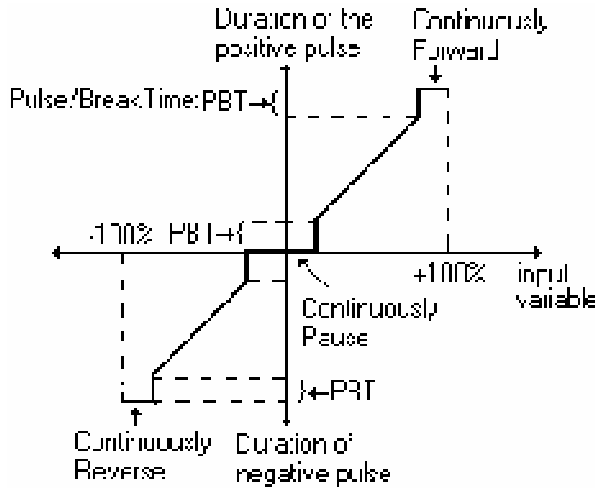 Duration of the
positive pulse
Continuously
Forward
Pulse/BreakTime:PBT
-100%
PBT
+100%
input
variable
Continuously
Pause
PBT
Continuously
Reverse
Duration of
negative pulse